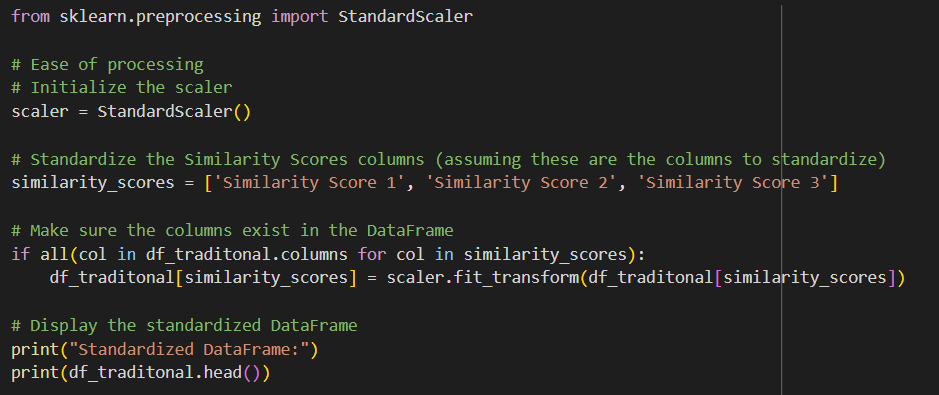 from sklearn.preprocessing import StandardScaler
# Ease of processing
# Initialize the scaler
scaler = StandardScaler()
# Standardize the Similarity Scores columns (assuming these are the columns to standardize)
similarity_scores = ['Similarity Score 1', 'Similarity Score 2', 'Similarity Score 3']
# Make sure the columns exist in the DataFrame
if all(col in df_traditonal.columns for col in similarity_scores):
    df_traditonal[similarity_scores] = scaler.fit_transform(df_traditonal[similarity_scores])
# Display the standardized DataFrame
print("Standardized DataFrame:")
print(df_traditonal.head())